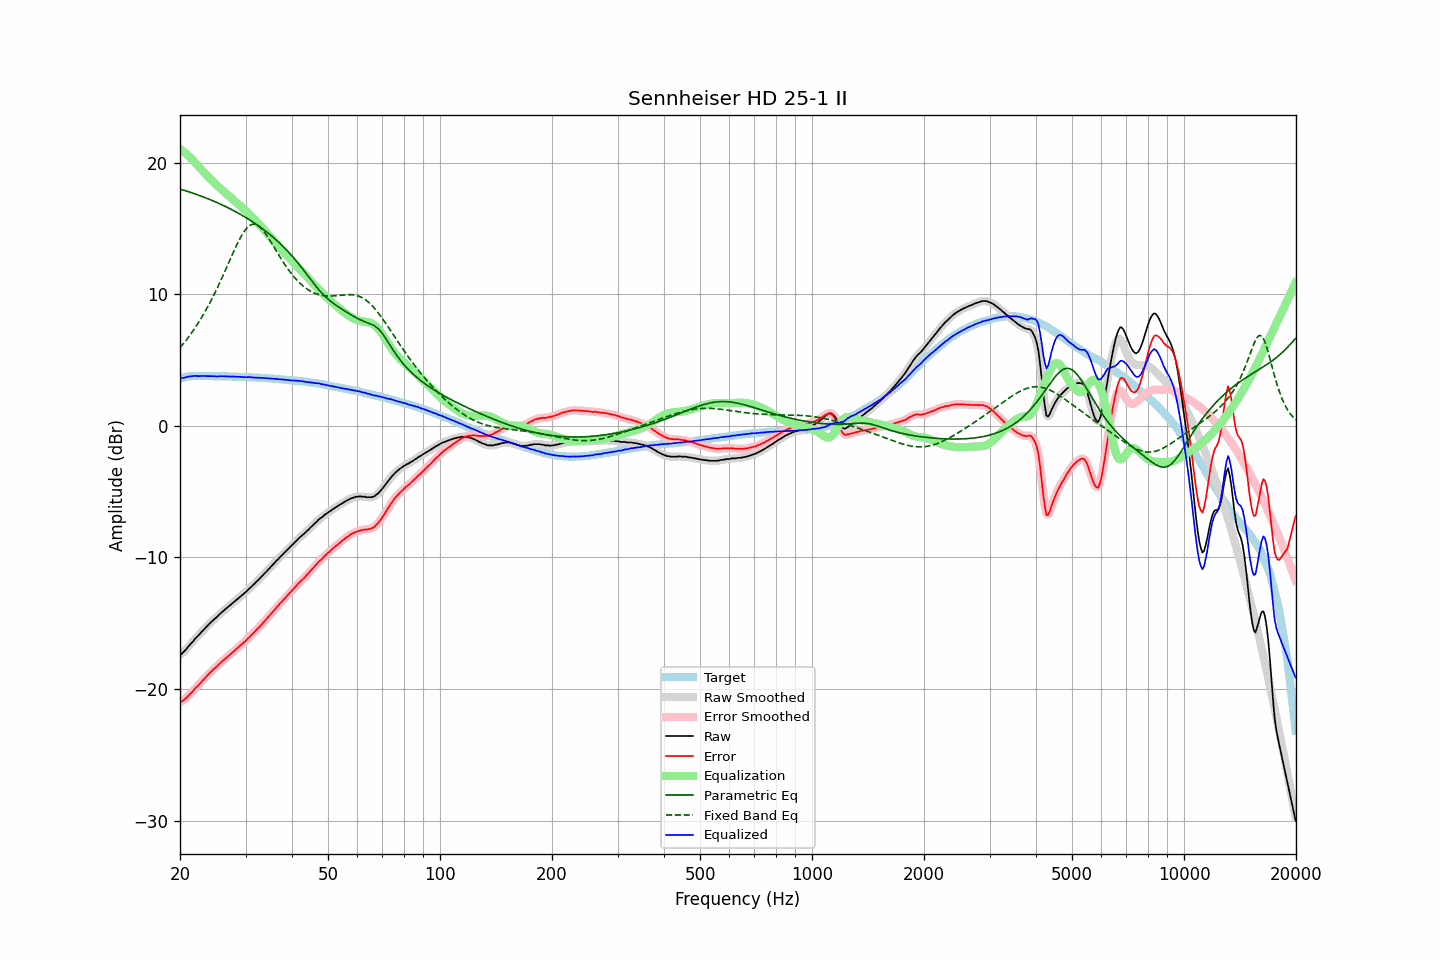 Sennheiser HD 25-1 II
Amplitude (dBr)
20
10
0
−10
−20
−30
Target
Raw Smoothed
Error Smoothed
Raw
Error
Equalization
Parametric Eq
Fixed Band Eq
Equalized
20 50 100 200 500 1000 2000 5000 10000 20000
Frequency (Hz)